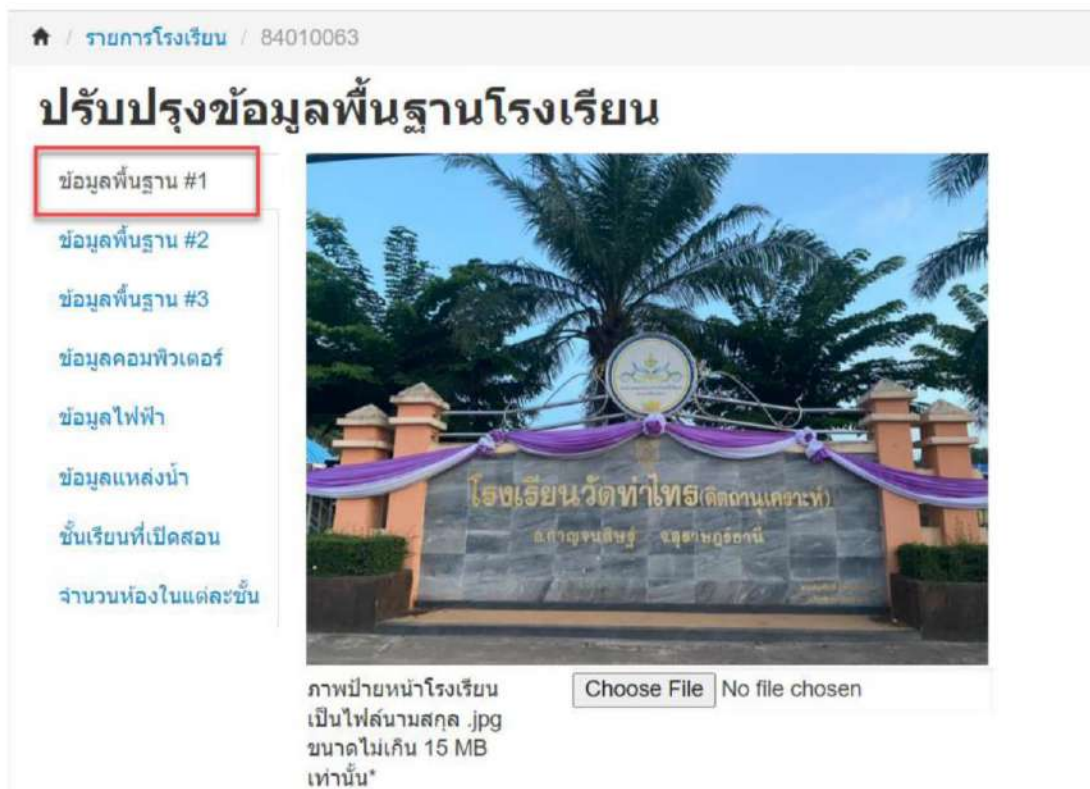 / รายการโรงเรียน / 84010063
ปรับปรุงข้อมูลพื้นฐานโรงเรียน
ข้อมูลพื้นฐาน #1
ข้อมูลพื้นฐาน #2
ข้อมูลพื้นฐาน #3
ข้อมูลคอมพิวเตอร์
ข้อมูลไฟฟ้า
ข้อมูลแหล่งน้ำ
ชั้นเรียนที่เปิดสอน
จำนวนห้องในแต่ละชั้น
โรงเรียนวัดท่าไทร(ดิตถานุเคราะห์)
อ.กาญจนดิษฐ์ จ.สุราษฎร์ธานี
ภาพป้ายหน้าโรงเรียน
เป็นไฟล์นามสกุล .jpg
ขนาดไม่เกิน 15 MB
เท่านั้น*
Choose File No file chosen